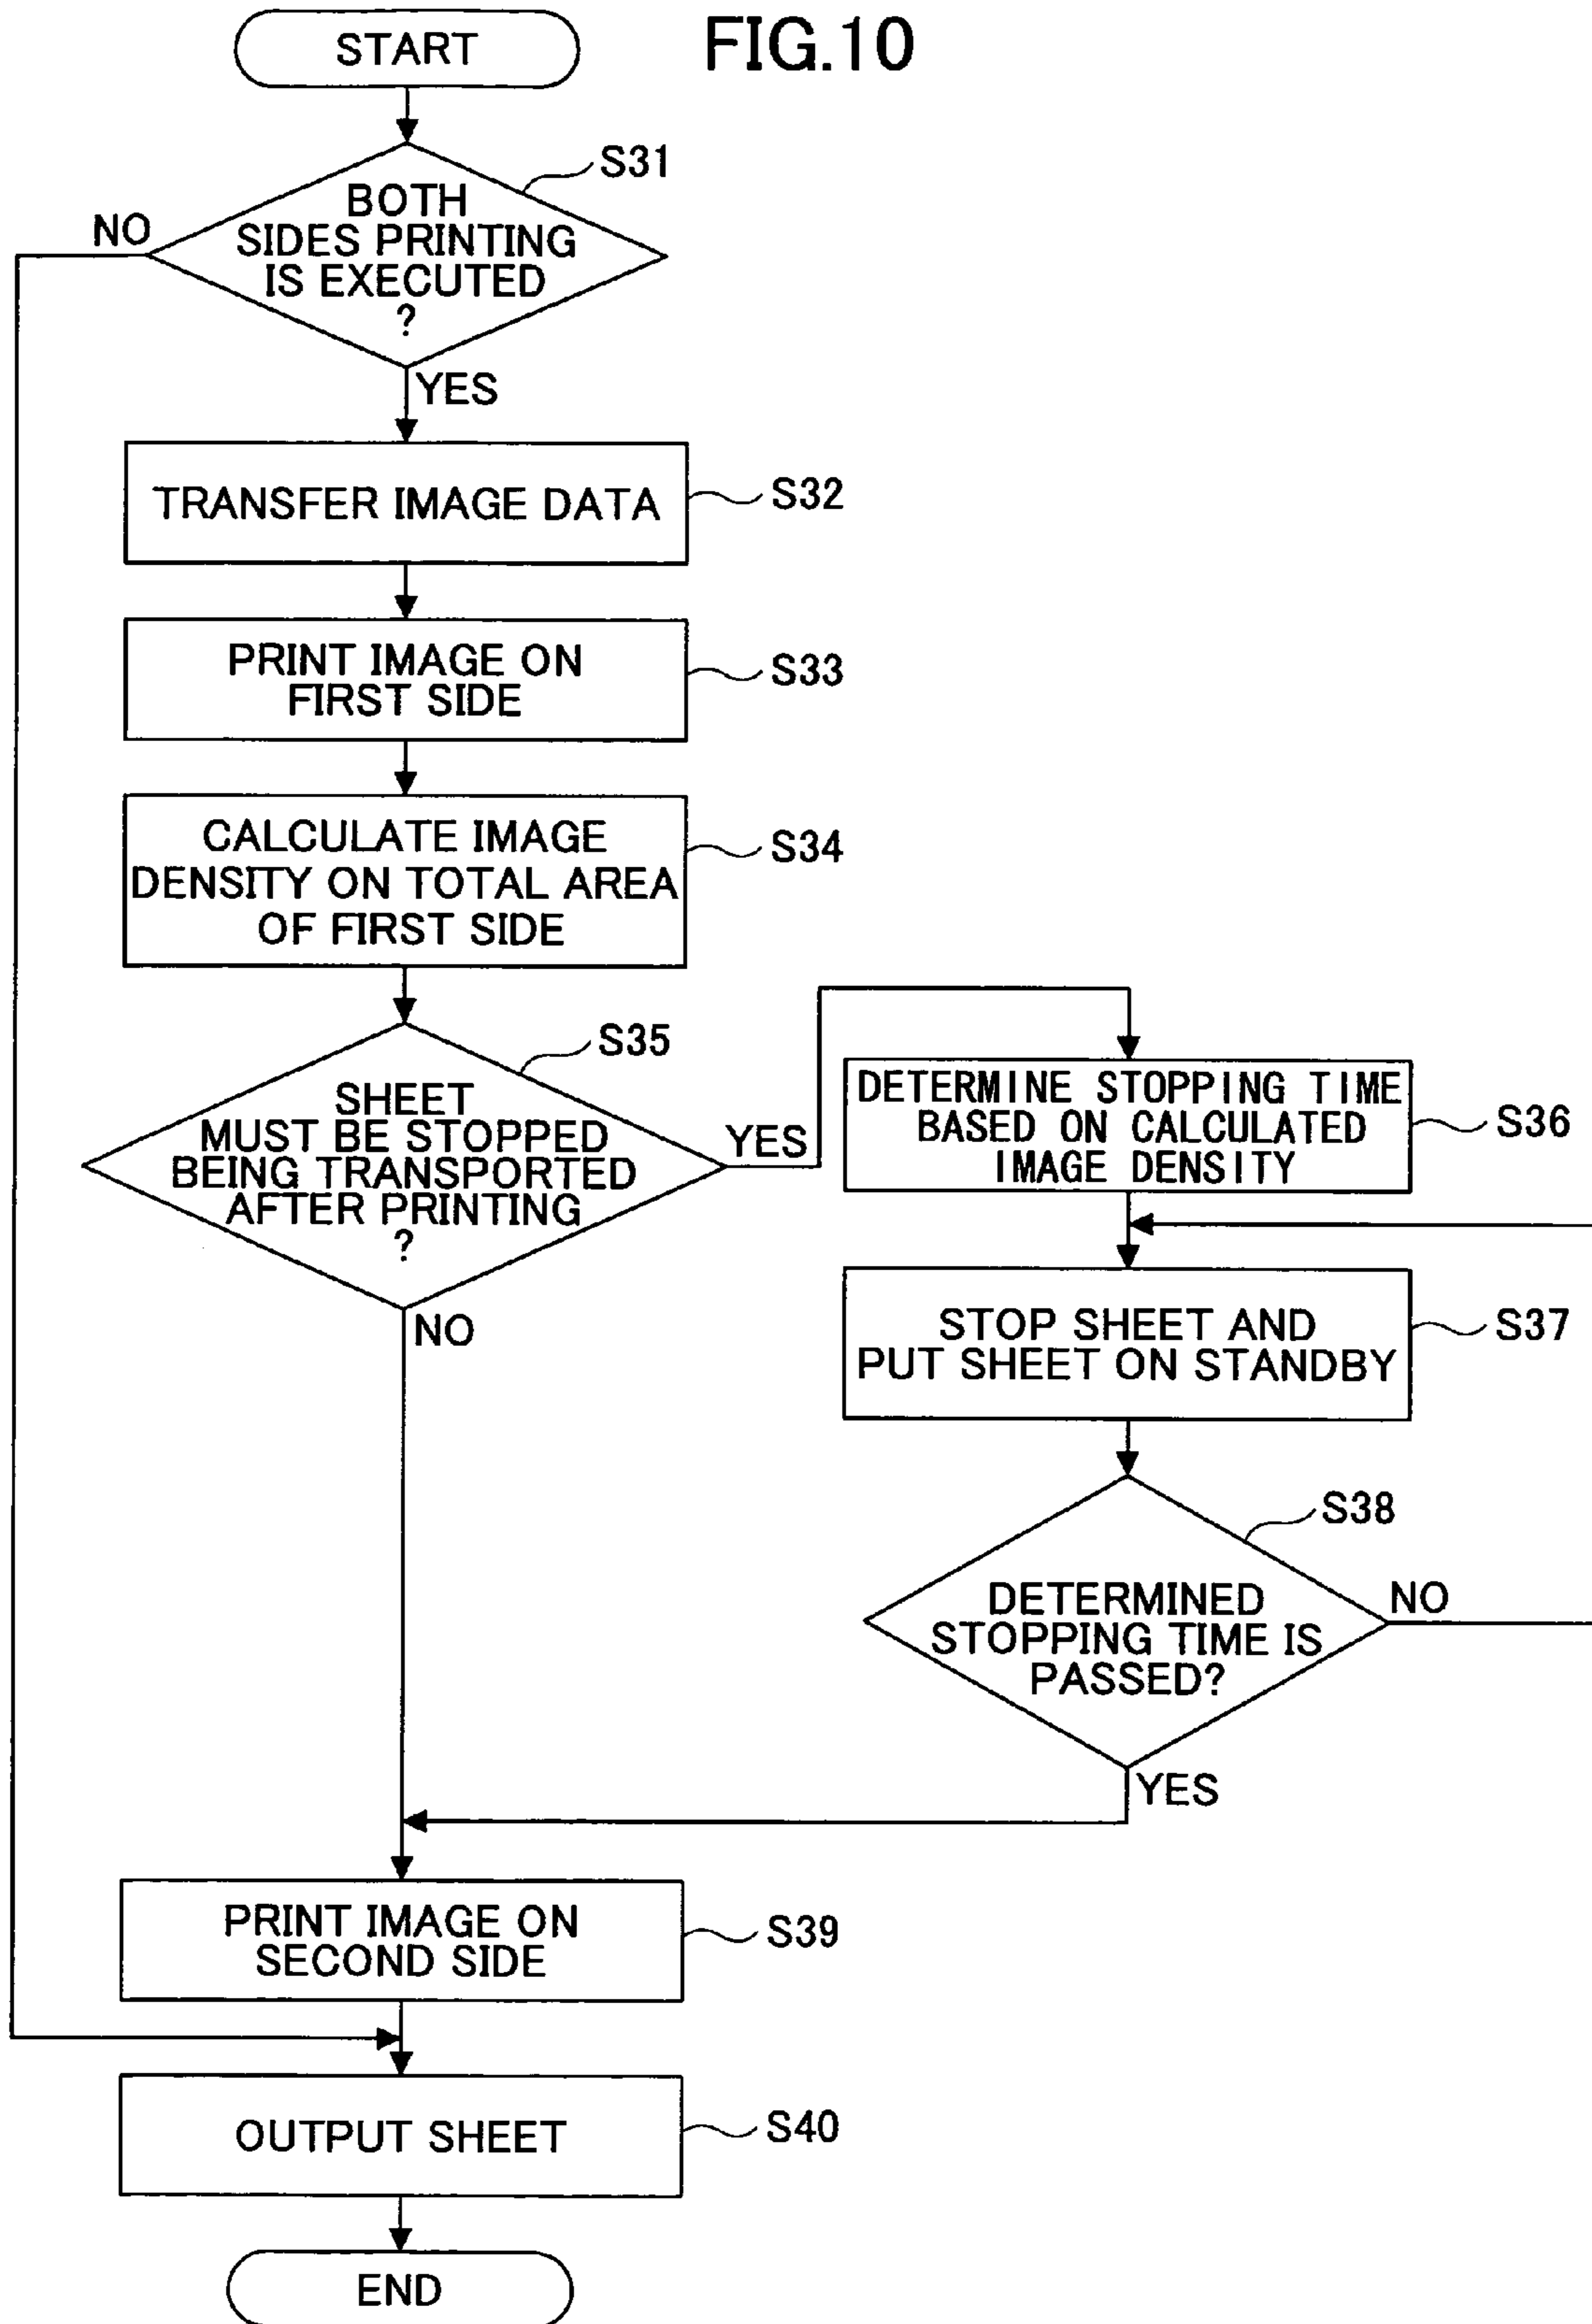 START
FIG.10
S31
BOTH
SIDES PRINTING
IS EXECUTED
?
NO
YES
TRANSFER IMAGE DATA
S32
PRINT IMAGE ON
FIRST SIDE
S33
CALCULATE IMAGE
DENSITY ON TOTAL AREA
OF FIRST SIDE
S34
S35
SHEET
MUST BE STOPPED
BEING TRANSPORTED
AFTER PRINTING
?
YES
NO
DETERMINE STOPPING TIME
BASED ON CALCULATED
IMAGE DENSITY
S36
STOP SHEET AND
PUT SHEET ON STANDBY
S37
S38
DETERMINED
STOPPING TIME IS
PASSED?
NO
YES
PRINT IMAGE ON
SECOND SIDE
S39
OUTPUT SHEET
S40
END